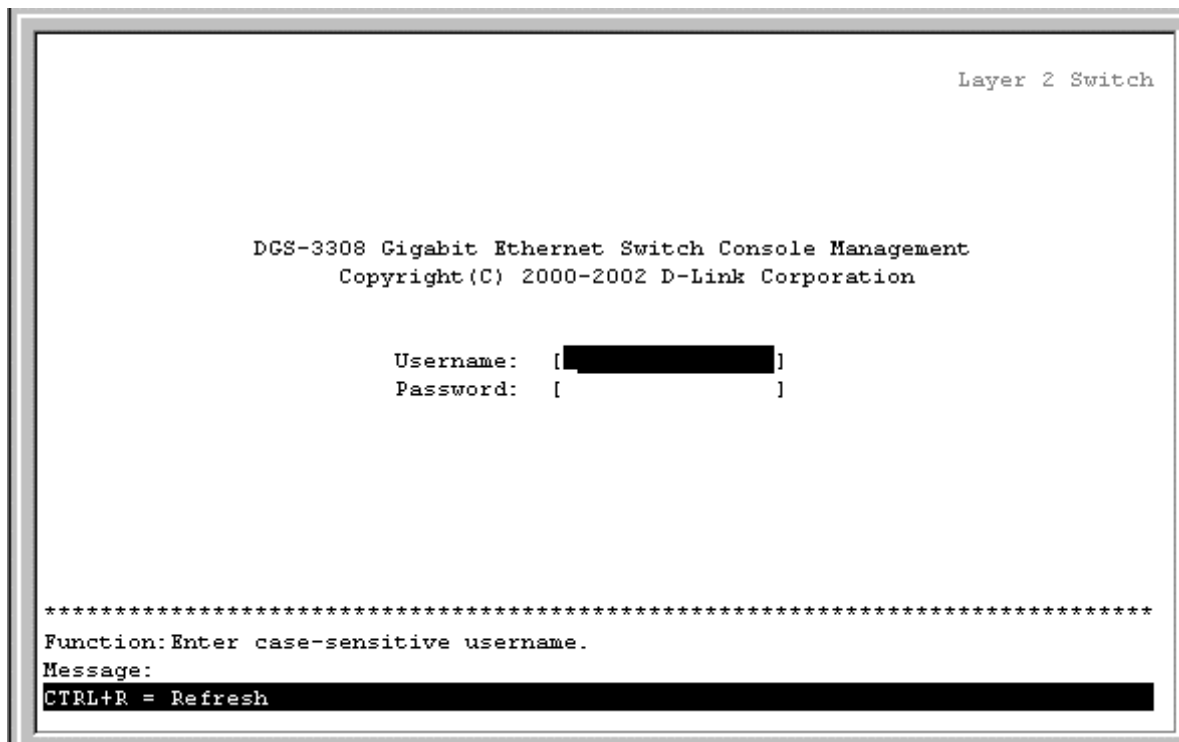 Layer 2 Switch
DGS-3308 Gigabit Ethernet Switch Console Management
Copyright(C) 2000-2002 D-Link Corporation
Username: [ ]
Password: [ ]
*******************************************************************************
Function:Enter case-sensitive username.
Message:
CTRL+R = Refresh